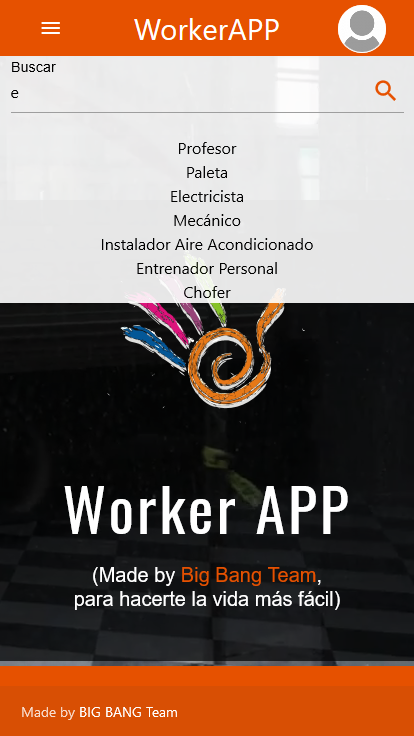 WorkerAPP
Buscar
e
Profesor
Paleta
Electricista
Mecánico
Instalador Aire Acondicionado
Entrenador Personal
Chofer
Worker APP
(Made by Big Bang Team,
para hacerte la vida más fácil)
Made by BIG BANG Team